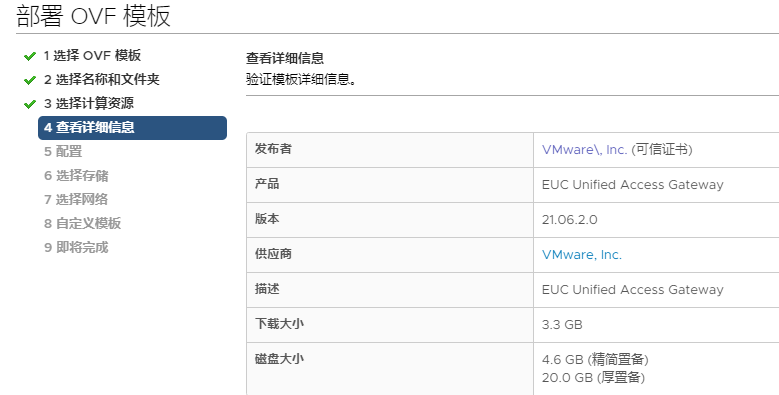 部署 OVF 模板
1 选择 OVF 模板
2 选择名称和文件夹
3 选择计算资源
4 查看详细信息
5 配置
6 选择存储
7 选择网络
8 自定义模板
9 即将完成
查看详细信息
验证模板详细信息。
发布者 VMware\, Inc. (可信证书)
产品 EUC Unified Access Gateway
版本 21.06.2.0
供应商 VMware, Inc.
描述 EUC Unified Access Gateway
下载大小 3.3 GB
磁盘大小 4.6 GB (精简置备)
20.0 GB (厚置备)